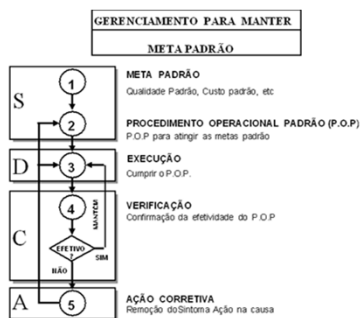 GERENCIAMENTO PARA MANTER
META PADRÃO
S
1
META PADRÃO
Qualidade Padrão, Custo padrão, etc
2
PROCEDIMENTO OPERACIONAL PADRÃO (P.O.P)
P.O.P para atingir as metas padrão
D
3
EXECUÇÃO
Cumprir o P.O.P.
C
4
MANTÉM
VERIFICAÇÃO
Confirmação da efetividade do P.O.P
EFETIVO
?
SIM
NÃO
A
5
AÇÃO CORRETIVA
Remoção doSintoma Ação na causa